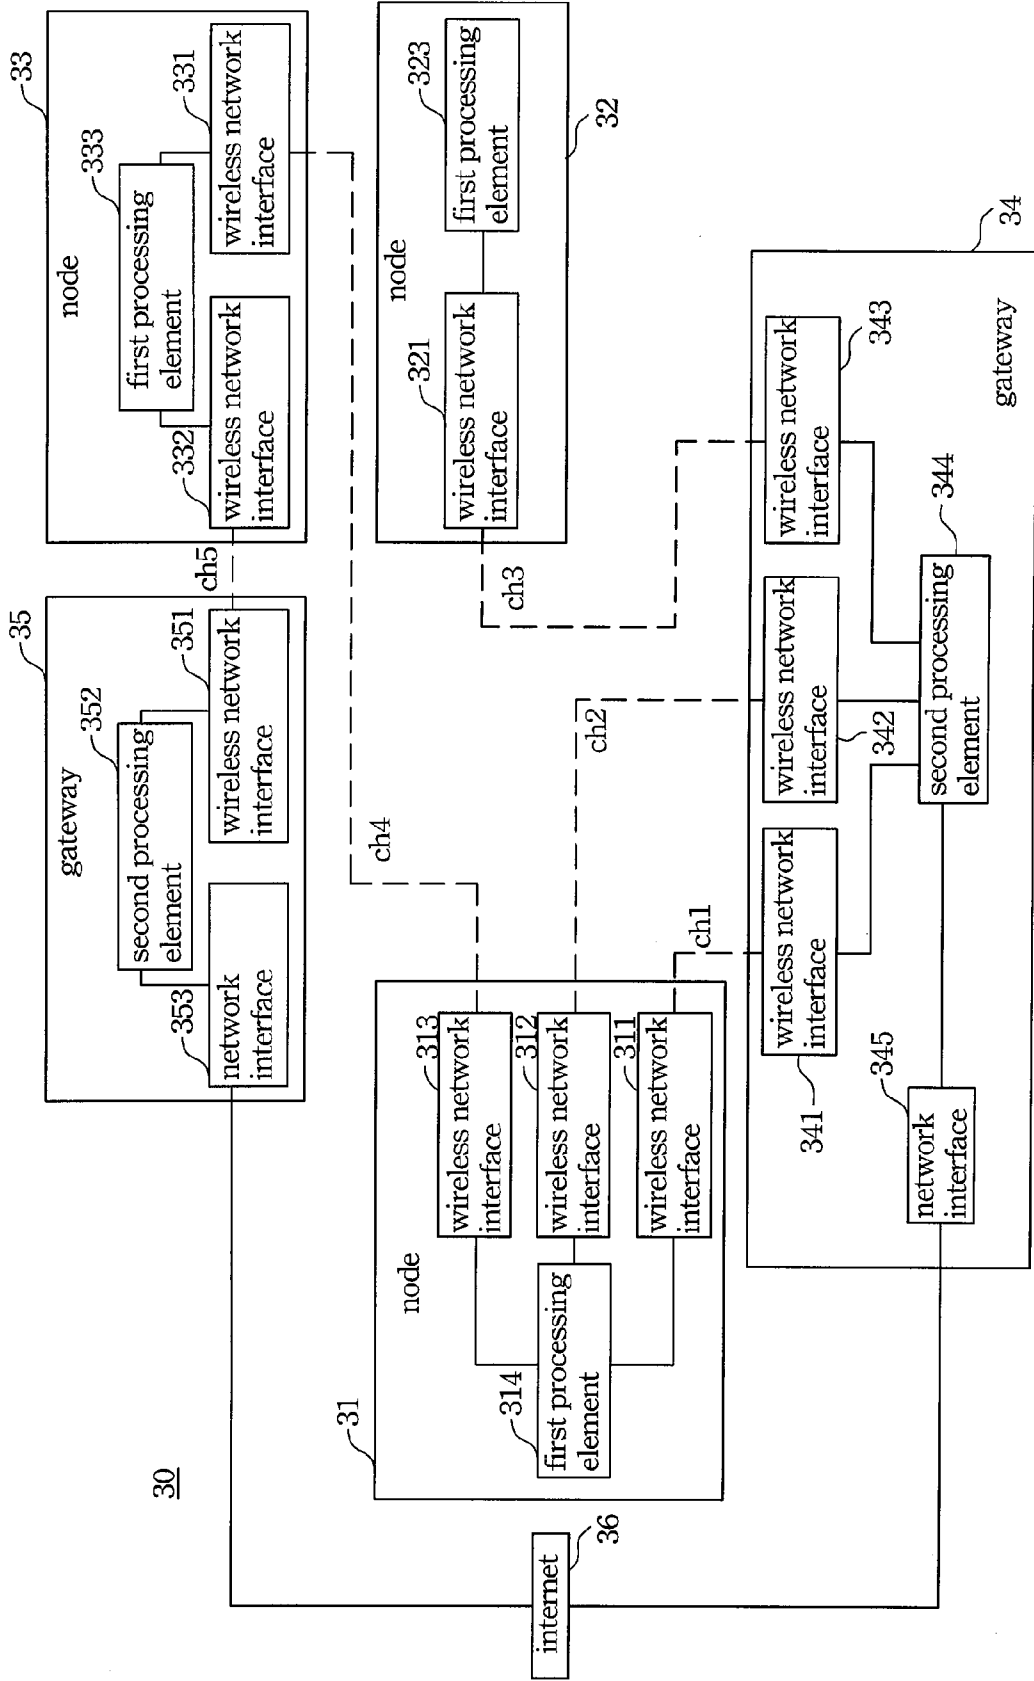 30
35
gateway
352
second processing
element
353
network
interface
351
wireless network
interface
ch5
33
node
333
first processing
element
332
wireless network
interface
331
wireless network
interface
31
node
314
first processing
element
313
wireless network
interface
312
wireless network
interface
311
wireless network
interface
ch4
ch2
ch1
ch3
node
321
wireless network
interface
323
first processing
element
32
internet
36
34
gateway
341
wireless network
interface
342
wireless network
interface
343
wireless network
interface
344
second processing
element
345
network
interface